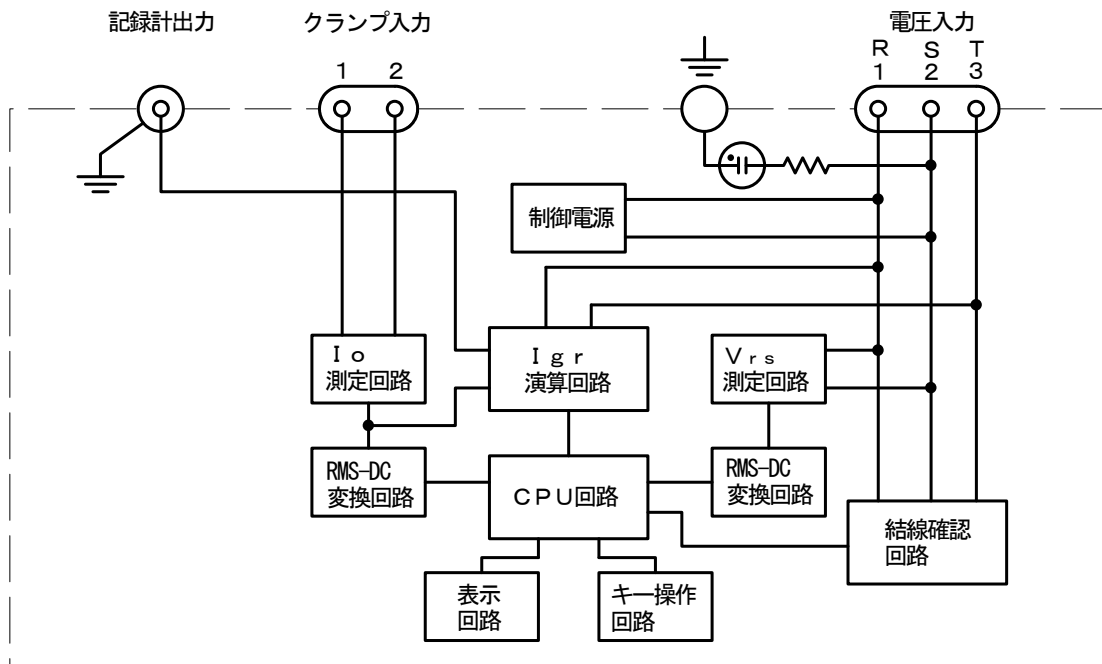 記録計出力
クランプ入力
電圧入力
R S T
1 2
1 2 3
制御電源
Io
測定回路
Igr
演算回路
Vrs
測定回路
RMS-DC
変換回路
CPU回路
RMS-DC
変換回路
結線確認
回路
表示
回路
キー操作
回路